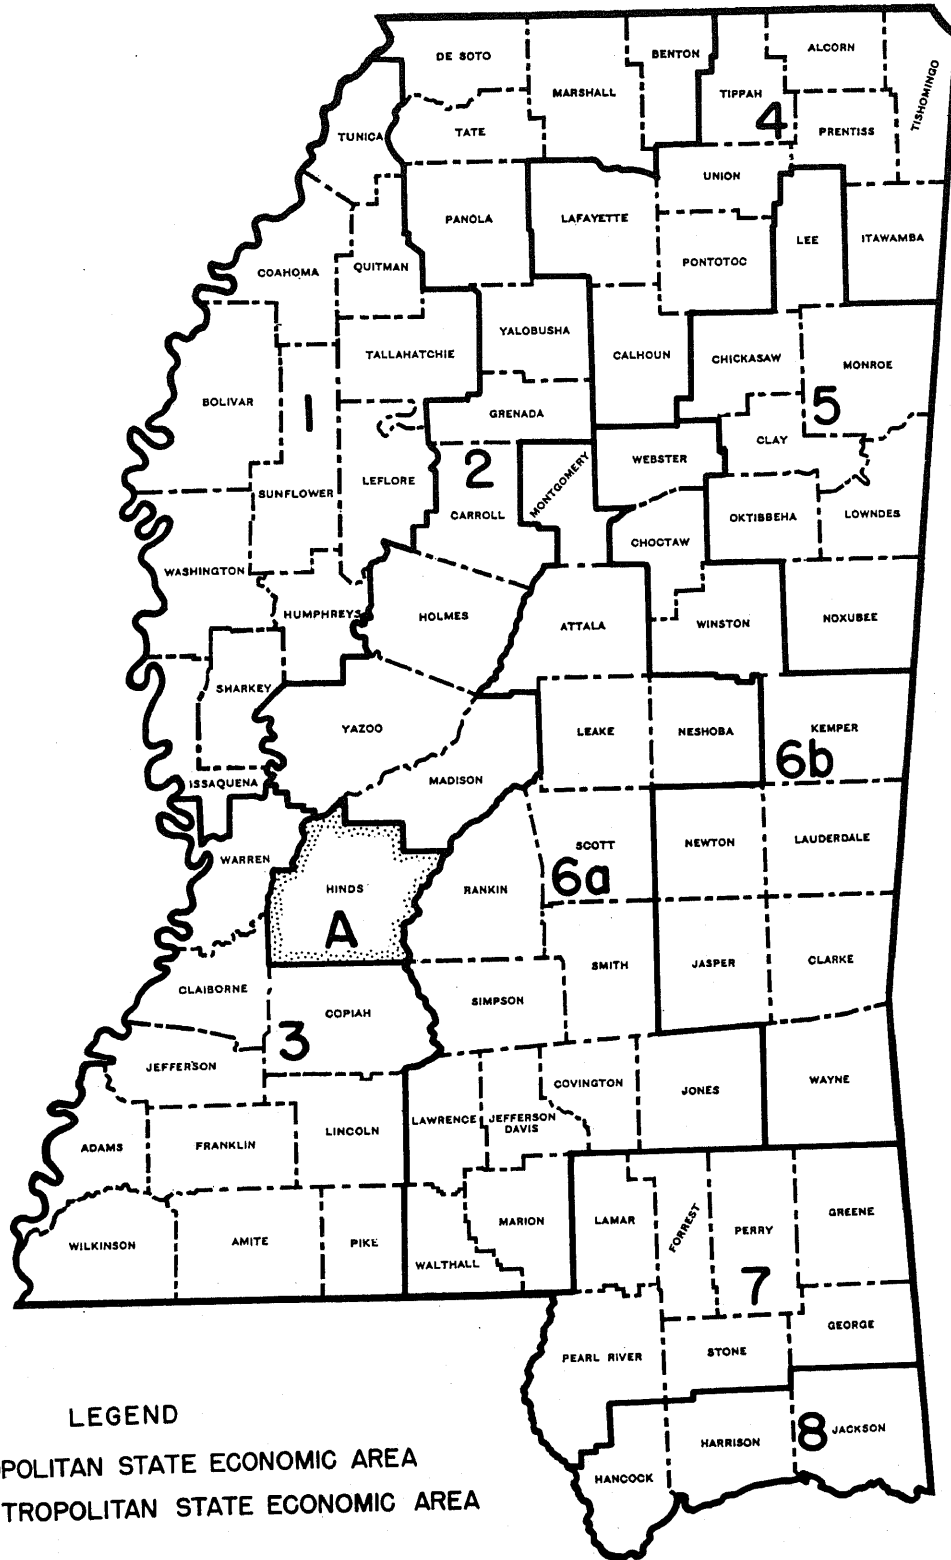 DE SOTO
BENTON
ALCORN
MARSHALL
TIPPAH
TISHOMINGO
4
TUNICA
TATE
PRENTISS
UNION
PANOLA
LAFAYETTE
LEE
ITAWAMBA
COAHOMA
QUITMAN
PONTOTOC
YALOBUSHA
TALLAHATCHIE
CALHOUN
CHICKASAW
MONROE
BOLIVAR
1
5
GRENADA
CLAY
2
WEBSTER
LEFLORE
MONTGOMERY
SUNFLOWER
CARROLL
OKTIBBEHA
LOWNDES
CHOCTAW
WASHINGTON
HUMPHREYS
HOLMES
ATTALA
WINSTON
NOXUBEE
SHARKEY
YAZOO
LEAKE
NESHOBA
KEMPER
6b
ISSAQUENA
MADISON
WARREN
SCOTT
NEWTON
LAUDERDALE
HINDS
RANKIN
6a
A
SMITH
JASPER
CLARKE
CLAIBORNE
COPIAH
SIMPSON
3
JEFFERSON
COVINGTON
JONES
WAYNE
LAWRENCE
JEFFERSON
DAVIS
ADAMS
FRANKLIN
LINCOLN
WILKINSON
AMITE
PIKE
WALTHALL
MARION
LAMAR
FORREST
PERRY
GREENE
7
PEARL RIVER
STONE
GEORGE
HANCOCK
HARRISON
8
JACKSON
LEGEND
OPOLITAN STATE ECONOMIC AREA
TROPOLITAN STATE ECONOMIC AREA